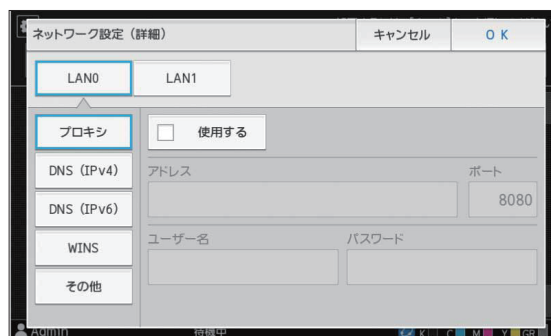 ネットワーク設定（詳細）
キャンセル
OK
LAN0
LAN1
プロキシ
使用する
DNS（IPv4）
アドレス
ポート
8080
DNS（IPv6）
WINS
ユーザー名
パスワード
その他
Admin
待機中
K C M Y GR